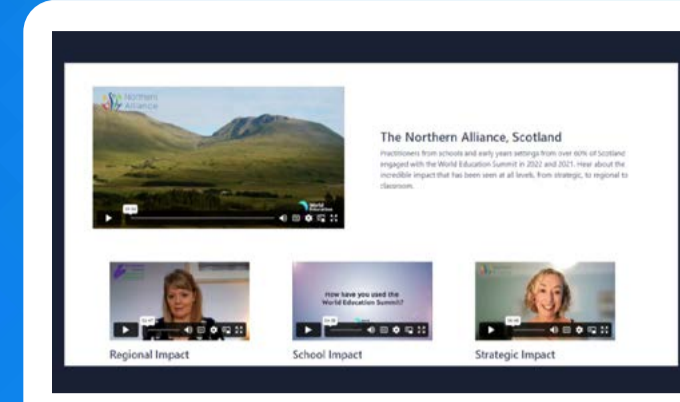 Northern
Alliance
The Northern Alliance, Scotland
Practitioners from schools and early years settings from over 60% of Scotland
engaged with the World Education Summit in 2022 and 2021. Hear about the
incredible impact that has been seen at all levels, from strategic, to regional to
classroom.
World
Education
How have you used the
World Education Summit?
Regional Impact
School Impact
Strategic Impact